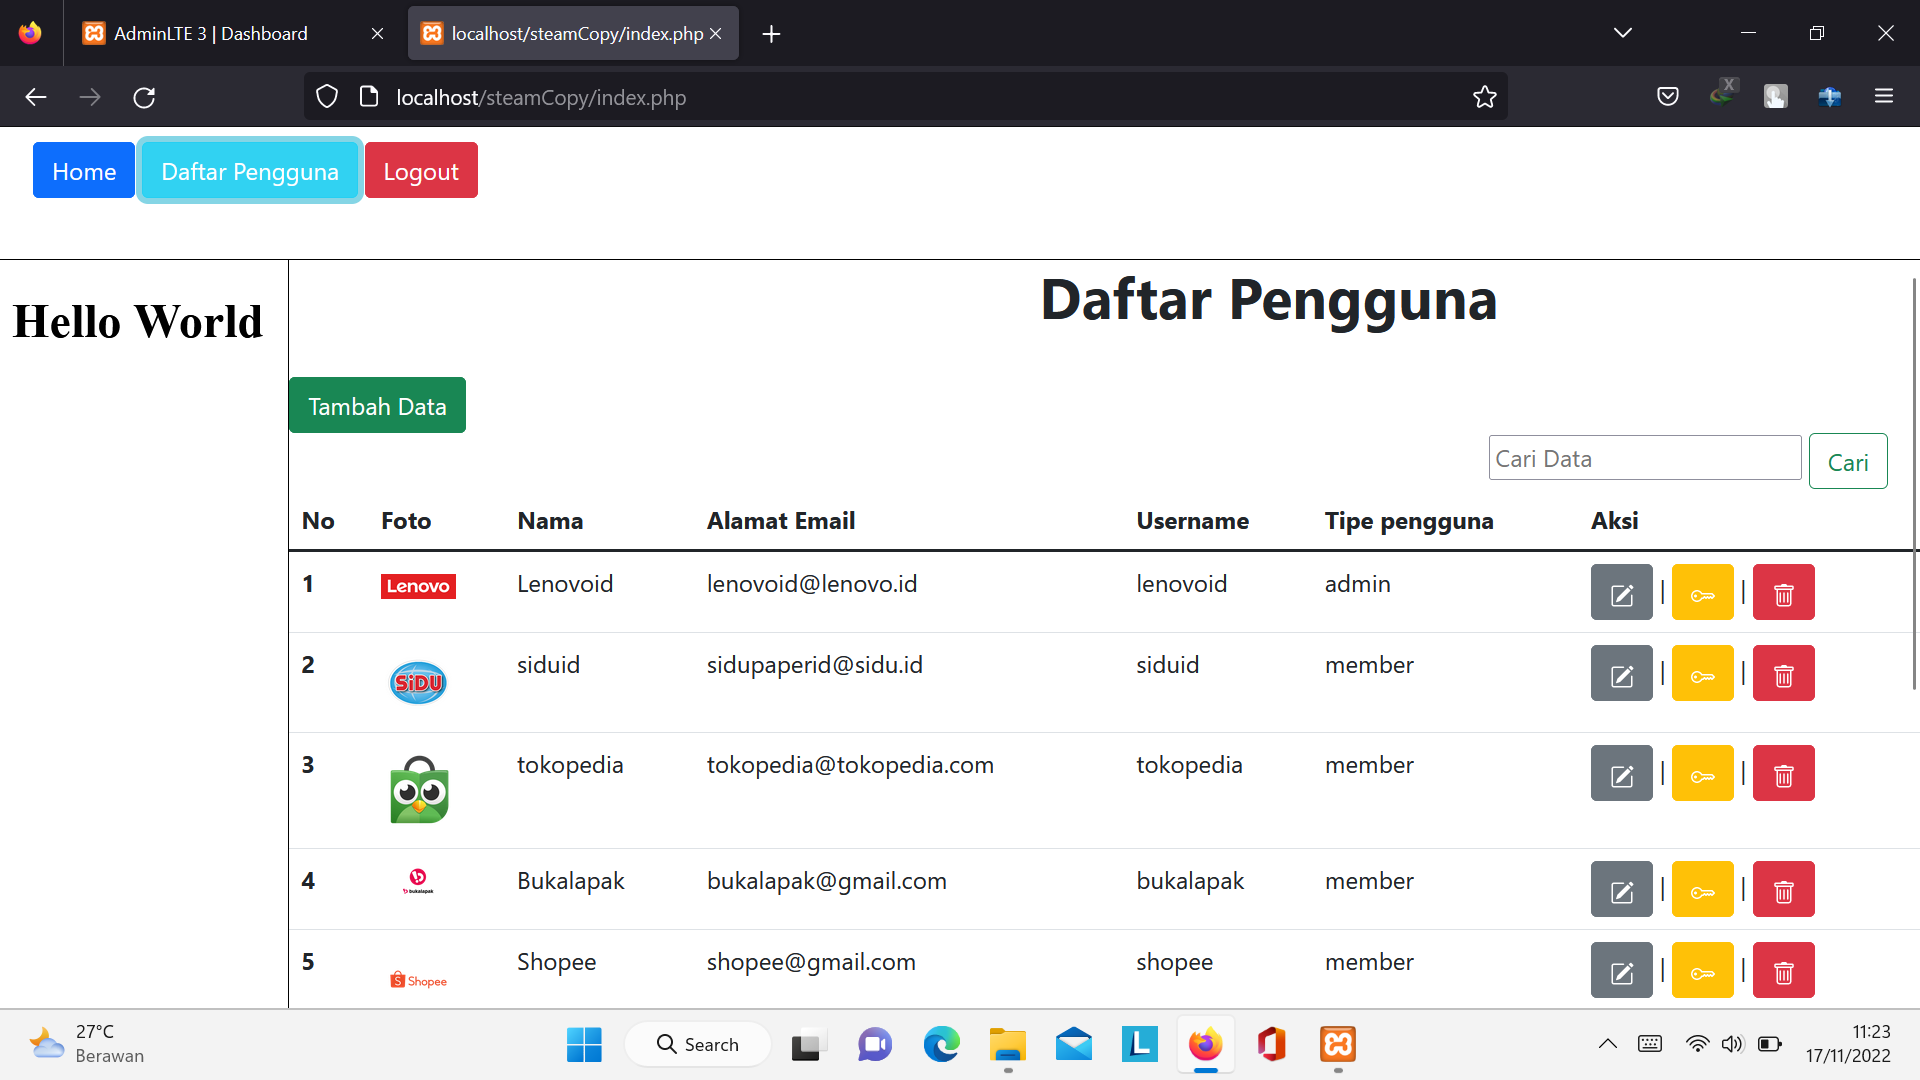 AdminLTE 3 | Dashboard
localhost/steamCopy/index.php
localhost/steamCopy/index.php
X
Home
Daftar Pengguna
Logout
Hello World
Daftar Pengguna
Tambah Data
Cari Data
Cari
No Foto Nama Alamat Email Username Tipe pengguna Aksi
1 Lenovo Lenovoid lenovoid@lenovo.id lenovoid admin | |
2 SiDU siduid sidupaperid@sidu.id siduid member | |
3 tokopedia tokopedia@tokopedia.com tokopedia member | |
4 bukalapak Bukalapak bukalapak@gmail.com bukalapak member | |
5 Shopee Shopee shopee@gmail.com shopee member | |
27°C
Berawan
Search
L
11:23
17/11/2022